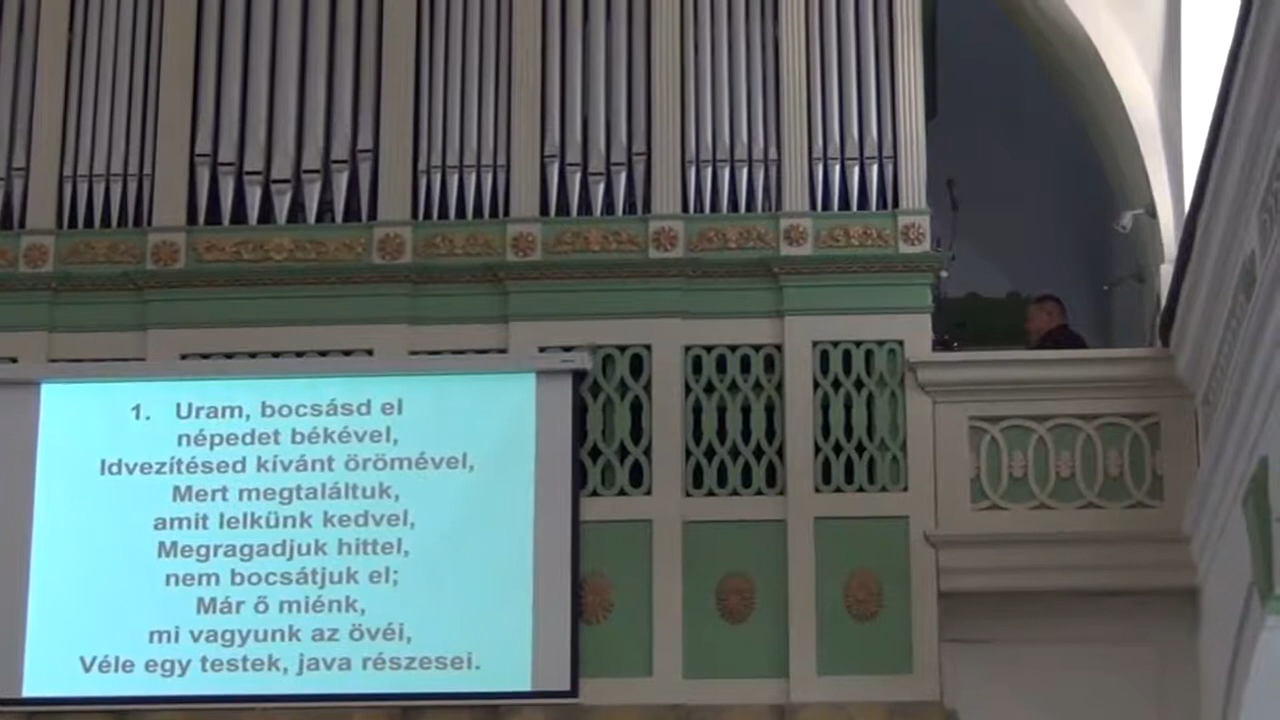 1. Uram, bocsásd el
népedet békével,
Idvezítésed kívánt örömével,
Mert megtaláltuk,
amit lelkünk kedvel,
Megragadjuk hittel,
nem bocsátjuk el;
Már ő miénk,
mi vagyunk az övéi,
Véle egy testek, java részesei.